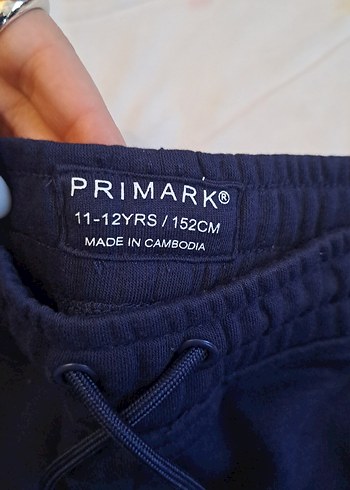 PRIMARK®
11-12YRS / 152CM
MADE IN CAMBODIA